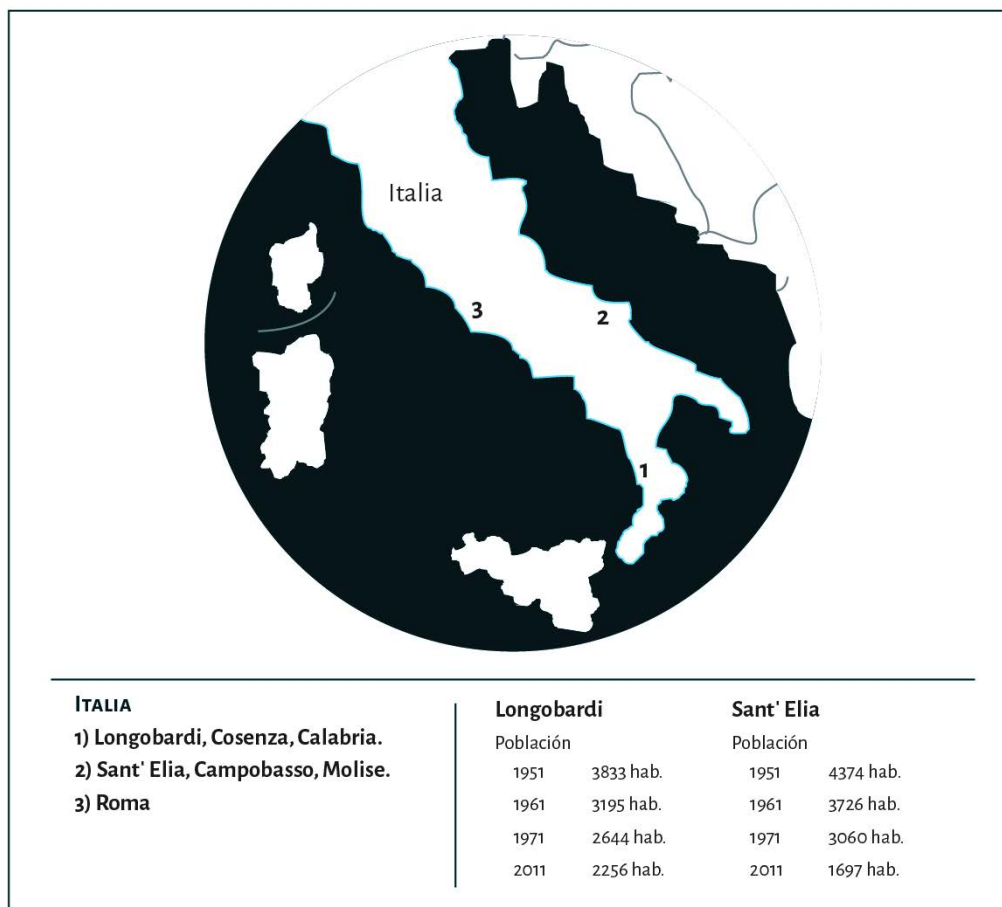 Italia
3
2
1
ITALIA
1) Longobardi, Cosenza, Calabria.
2) Sant' Elia, Campobasso, Molise.
3) Roma
Longobardi
Población
1951 3833 hab.
1961 3195 hab.
1971 2644 hab.
2011 2256 hab.
Sant' Elia
Población
1951 4374 hab.
1961 3726 hab.
1971 3060 hab.
2011 1697 hab.